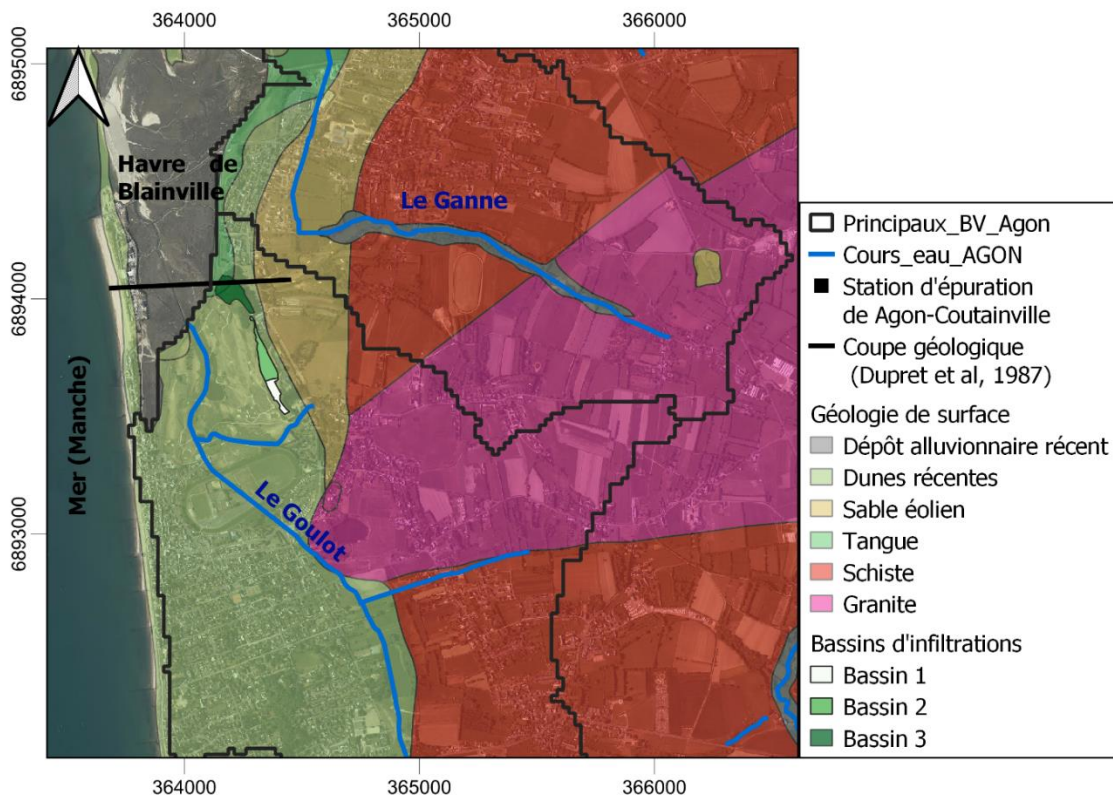 364000 365000 366000
6895000
6894000
6893000
Havre de
Blainville
Le Ganne
Mer (Manche)
Le Goulot
364000 365000 366000
Principaux_BV_Agon
Cours_eau_AGON
Station d'épuration
de Agon-Coutainville
Coupe géologique
(Dupret et al, 1987)
Géologie de surface
Dépôt alluvionnaire récent
Dunes récentes
Sable éolien
Tangue
Schiste
Granite
Bassins d'infiltrations
Bassin 1
Bassin 2
Bassin 3